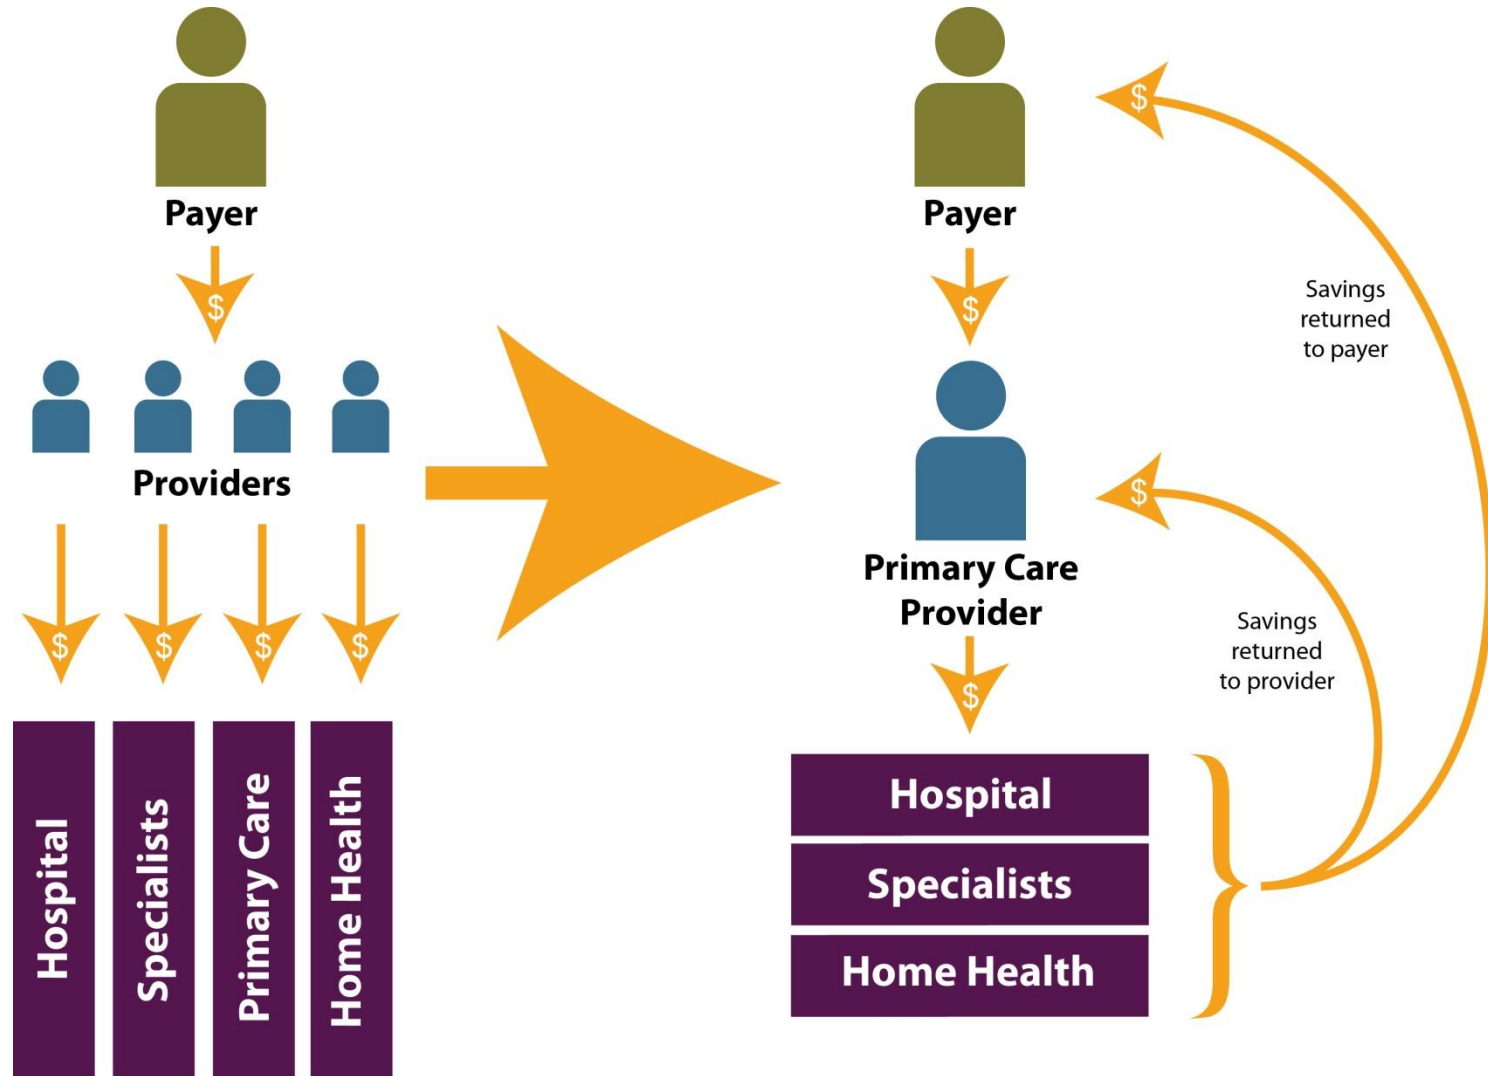 Payer
$
Providers
$
$
$
$
Hospital
Specialists
Primary Care
Home Health
Payer
$
$
Savings
returned
to payer
Primary Care
Provider
$
Savings
returned
to provider
$
Hospital
Specialists
Home Health